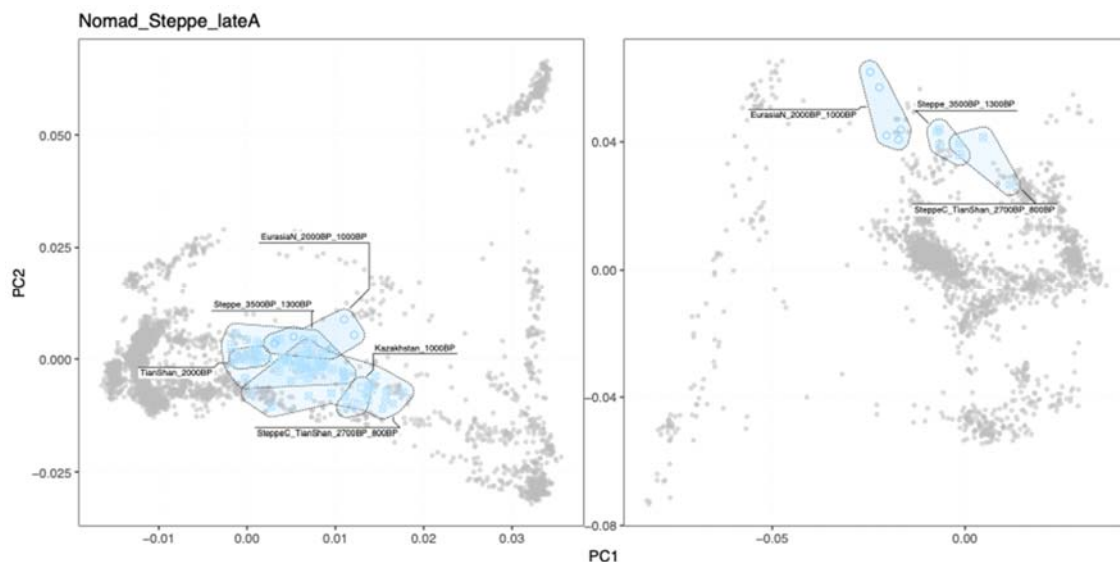 Nomad_Steppe_lateA
0.050
0.025
0.000
−0.025
PC2
EurasiaN_2000BP_1000BP
Steppe_3500BP_1300BP
Kazakhstan_1000BP
TianShan_2000BP
SteppeC_TianShan_2700BP_800BP
−0.01
0.00
0.01
0.02
0.03
0.04
0.00
−0.04
−0.08
Steppe_3500BP_1300BP
EurasiaN_2000BP_1000BP
SteppeC_TianShan_2700BP_800BP
−0.05
0.00
PC1